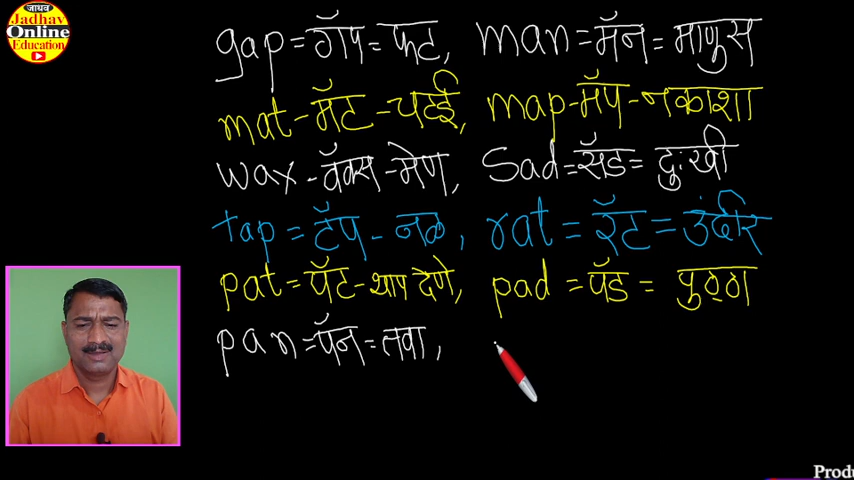 जाधव
Jadhav
Online
Education
gap=गॅप=फट, man=मॅन=माणुस
mat-मॅट-चटई, map-मॅप-नकाशा
wax-वॅक्स-मेण, Sad=सॅड=दुःखी
tap=टॅप-नळ, rat=रॅट=उंदीर
pat=पॅट-थाप देणे, pad=पॅड=पुठ्ठा
pan=पॅन=तवा,
Produ